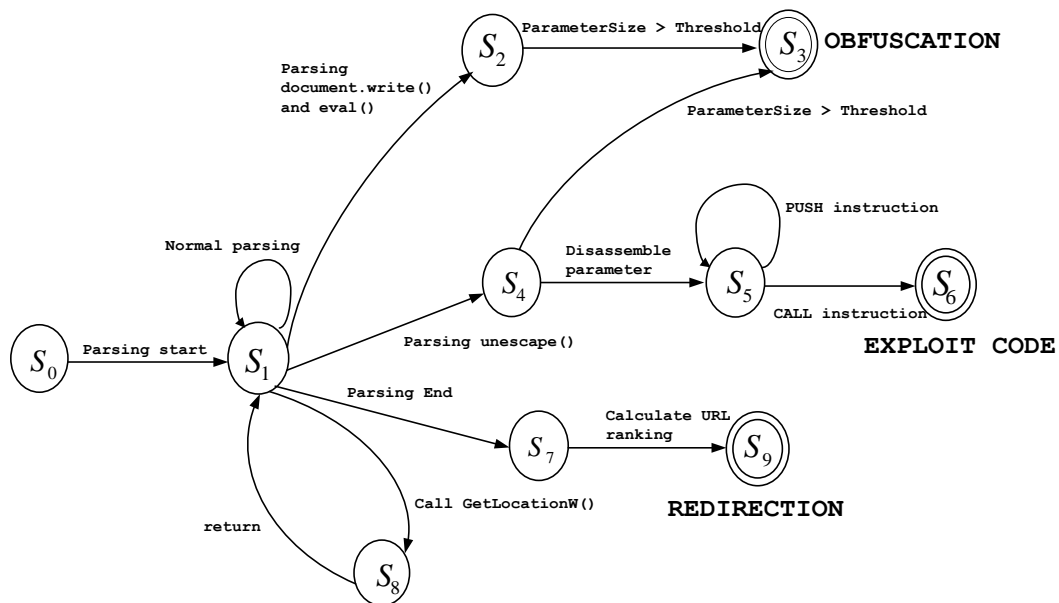 ParameterSize > Threshold
S2
S3
OBFUSCATION
Parsing
document.write()
and eval()
ParameterSize > Threshold
PUSH instruction
Normal parsing
Disassemble
parameter
S4
S5
S6
CALL instruction
Parsing unescape()
EXPLOIT CODE
S0
Parsing start
S1
Parsing End
Calculate URL
ranking
S7
S9
REDIRECTION
Call GetLocationW()
return
S8